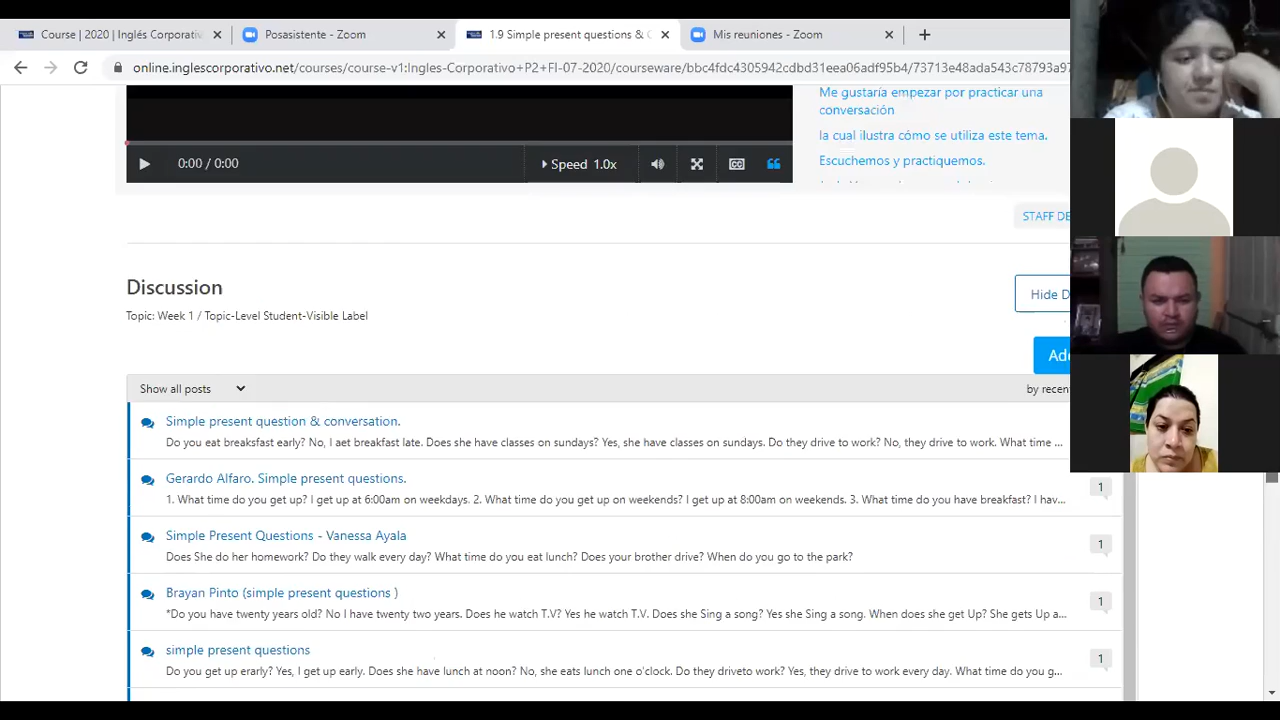 Course | 2020 | Inglés Corporati
Posasistente - Zoom
1.9 Simple present questions &
Mis reuniones - Zoom
online.inglescorporativo.net/courses/course-v1:Ingles-Corporativo+P2+FI-07-2020/courseware/bbc4fdc4305942cdbd31eea06adf95b4/73713e48ada543c78793a97
Me gustaría empezar por practicar una
conversación
la cual ilustra cómo se utiliza este tema.
Escuchemos y practiquemos.
0:00 / 0:00
Speed 1.0x
STAFF DE
Discussion
Hide D
Topic: Week 1 / Topic-Level Student-Visible Label
Add
Show all posts
by recen
Simple present question & conversation.
Do you eat breaksfast early? No, I aet breakfast late. Does she have classes on sundays? Yes, she have classes on sundays. Do they drive to work? No, they drive to work. What time ...
Gerardo Alfaro. Simple present questions.
1. What time do you get up? I get up at 6:00am on weekdays. 2. What time do you get up on weekends? I get up at 8:00am on weekends. 3. What time do you have breakfast? I hav...
1
Simple Present Questions - Vanessa Ayala
Does She do her homework? Do they walk every day? What time do you eat lunch? Does your brother drive? When do you go to the park?
1
Brayan Pinto (simple present questions )
*Do you have twenty years old? No I have twenty two years. Does he watch T.V? Yes he watch T.V. Does she Sing a song? Yes she Sing a song. When does she get Up? She gets Up a...
1
simple present questions
Do you get up erarly? Yes, I get up early. Does she have lunch at noon? No, she eats lunch one o'clock. Do they driveto work? Yes, they drive to work every day. What time do you g...
1